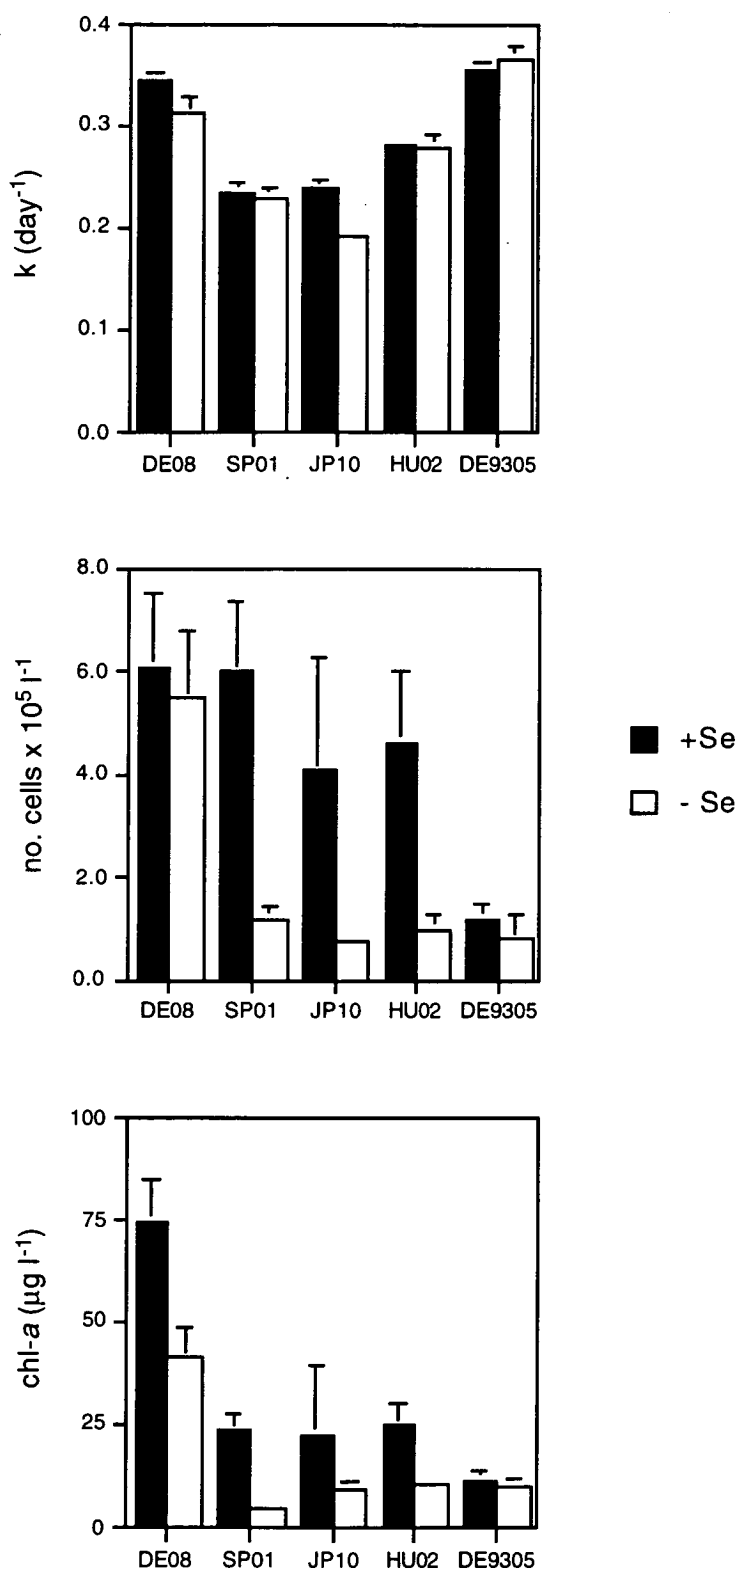 0.4
0.3
0.2
0.1
0.0
k (day-1)
DE08 SP01 JP10 HU02 DE9305
8.0
6.0
4.0
2.0
0.0
no. cells x 10⁵ l⁻¹
DE08 SP01 JP10 HU02 DE9305
+Se
- Se
100
75
50
25
0
chl-a (µg l⁻¹)
DE08 SP01 JP10 HU02 DE9305